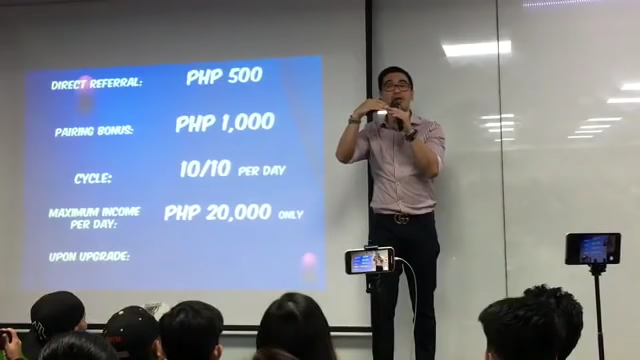 DIRECT REFERRAL: PHP 500
PAIRING BONUS: PHP 1,000
CYCLE: 10/10 PER DAY
MAXIMUM INCOME
PER DAY: PHP 20,000 ONLY
UPON UPGRADE: